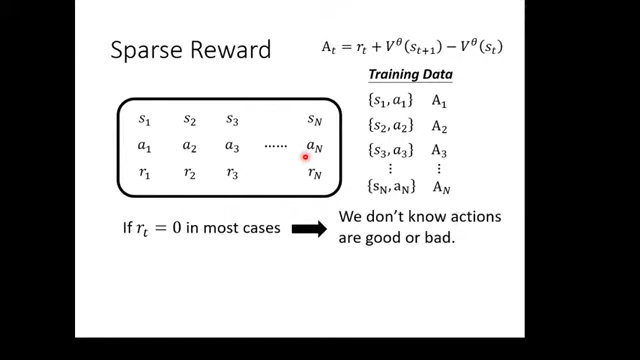 Sparse Reward
A_t = r_t + V^θ(s_{t+1}) − V^θ(s_t)
Training Data
s_1 s_2 s_3 s_N
a_1 a_2 a_3 …… a_N
r_1 r_2 r_3 r_N
{s_1, a_1} A_1
{s_2, a_2} A_2
{s_3, a_3} A_3
⋮ ⋮
{s_N, a_N} A_N
If r_t = 0 in most cases
We don't know actions
are good or bad.